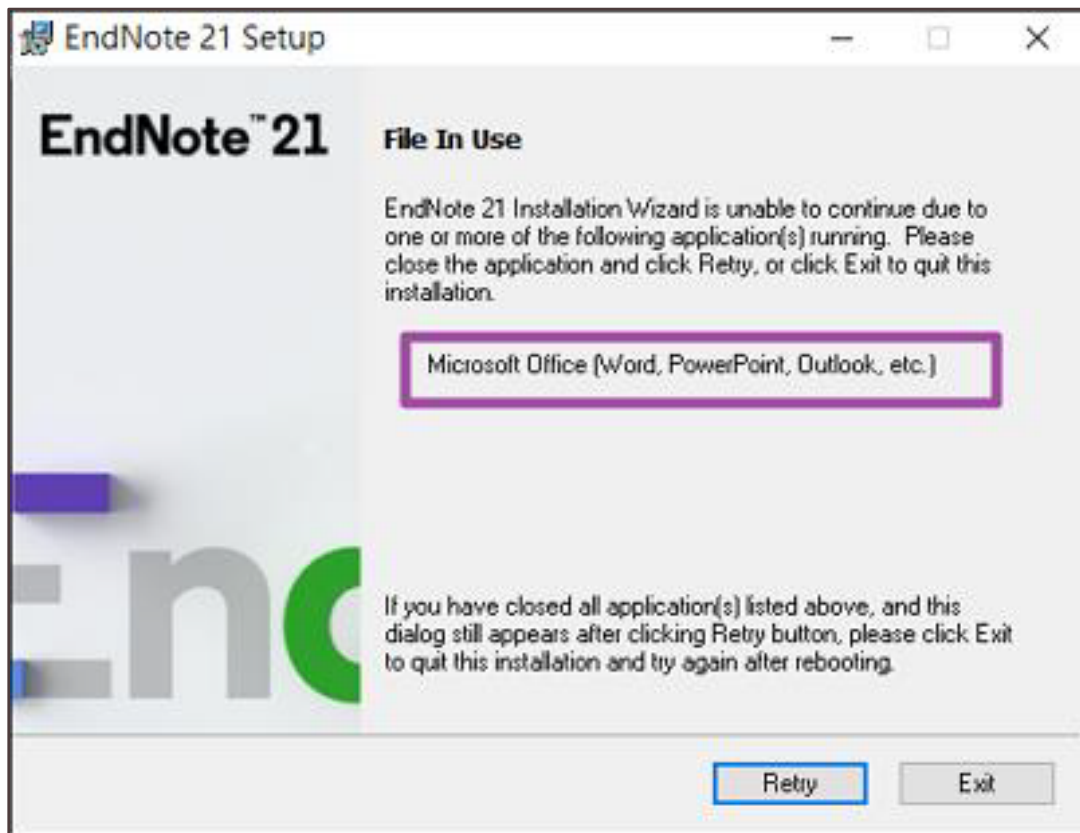 EndNote 21 Setup
EndNote™21
File In Use
EndNote 21 Installation Wizard is unable to continue due to
one or more of the following application(s) running. Please
close the application and click Retry, or click Exit to quit this
installation.
Microsoft Office (Word, PowerPoint, Outlook, etc.)
Enc
If you have closed all application(s) listed above, and this
dialog still appears after clicking Retry button, please click Exit
to quit this installation and try again after rebooting.
Retry
Exit